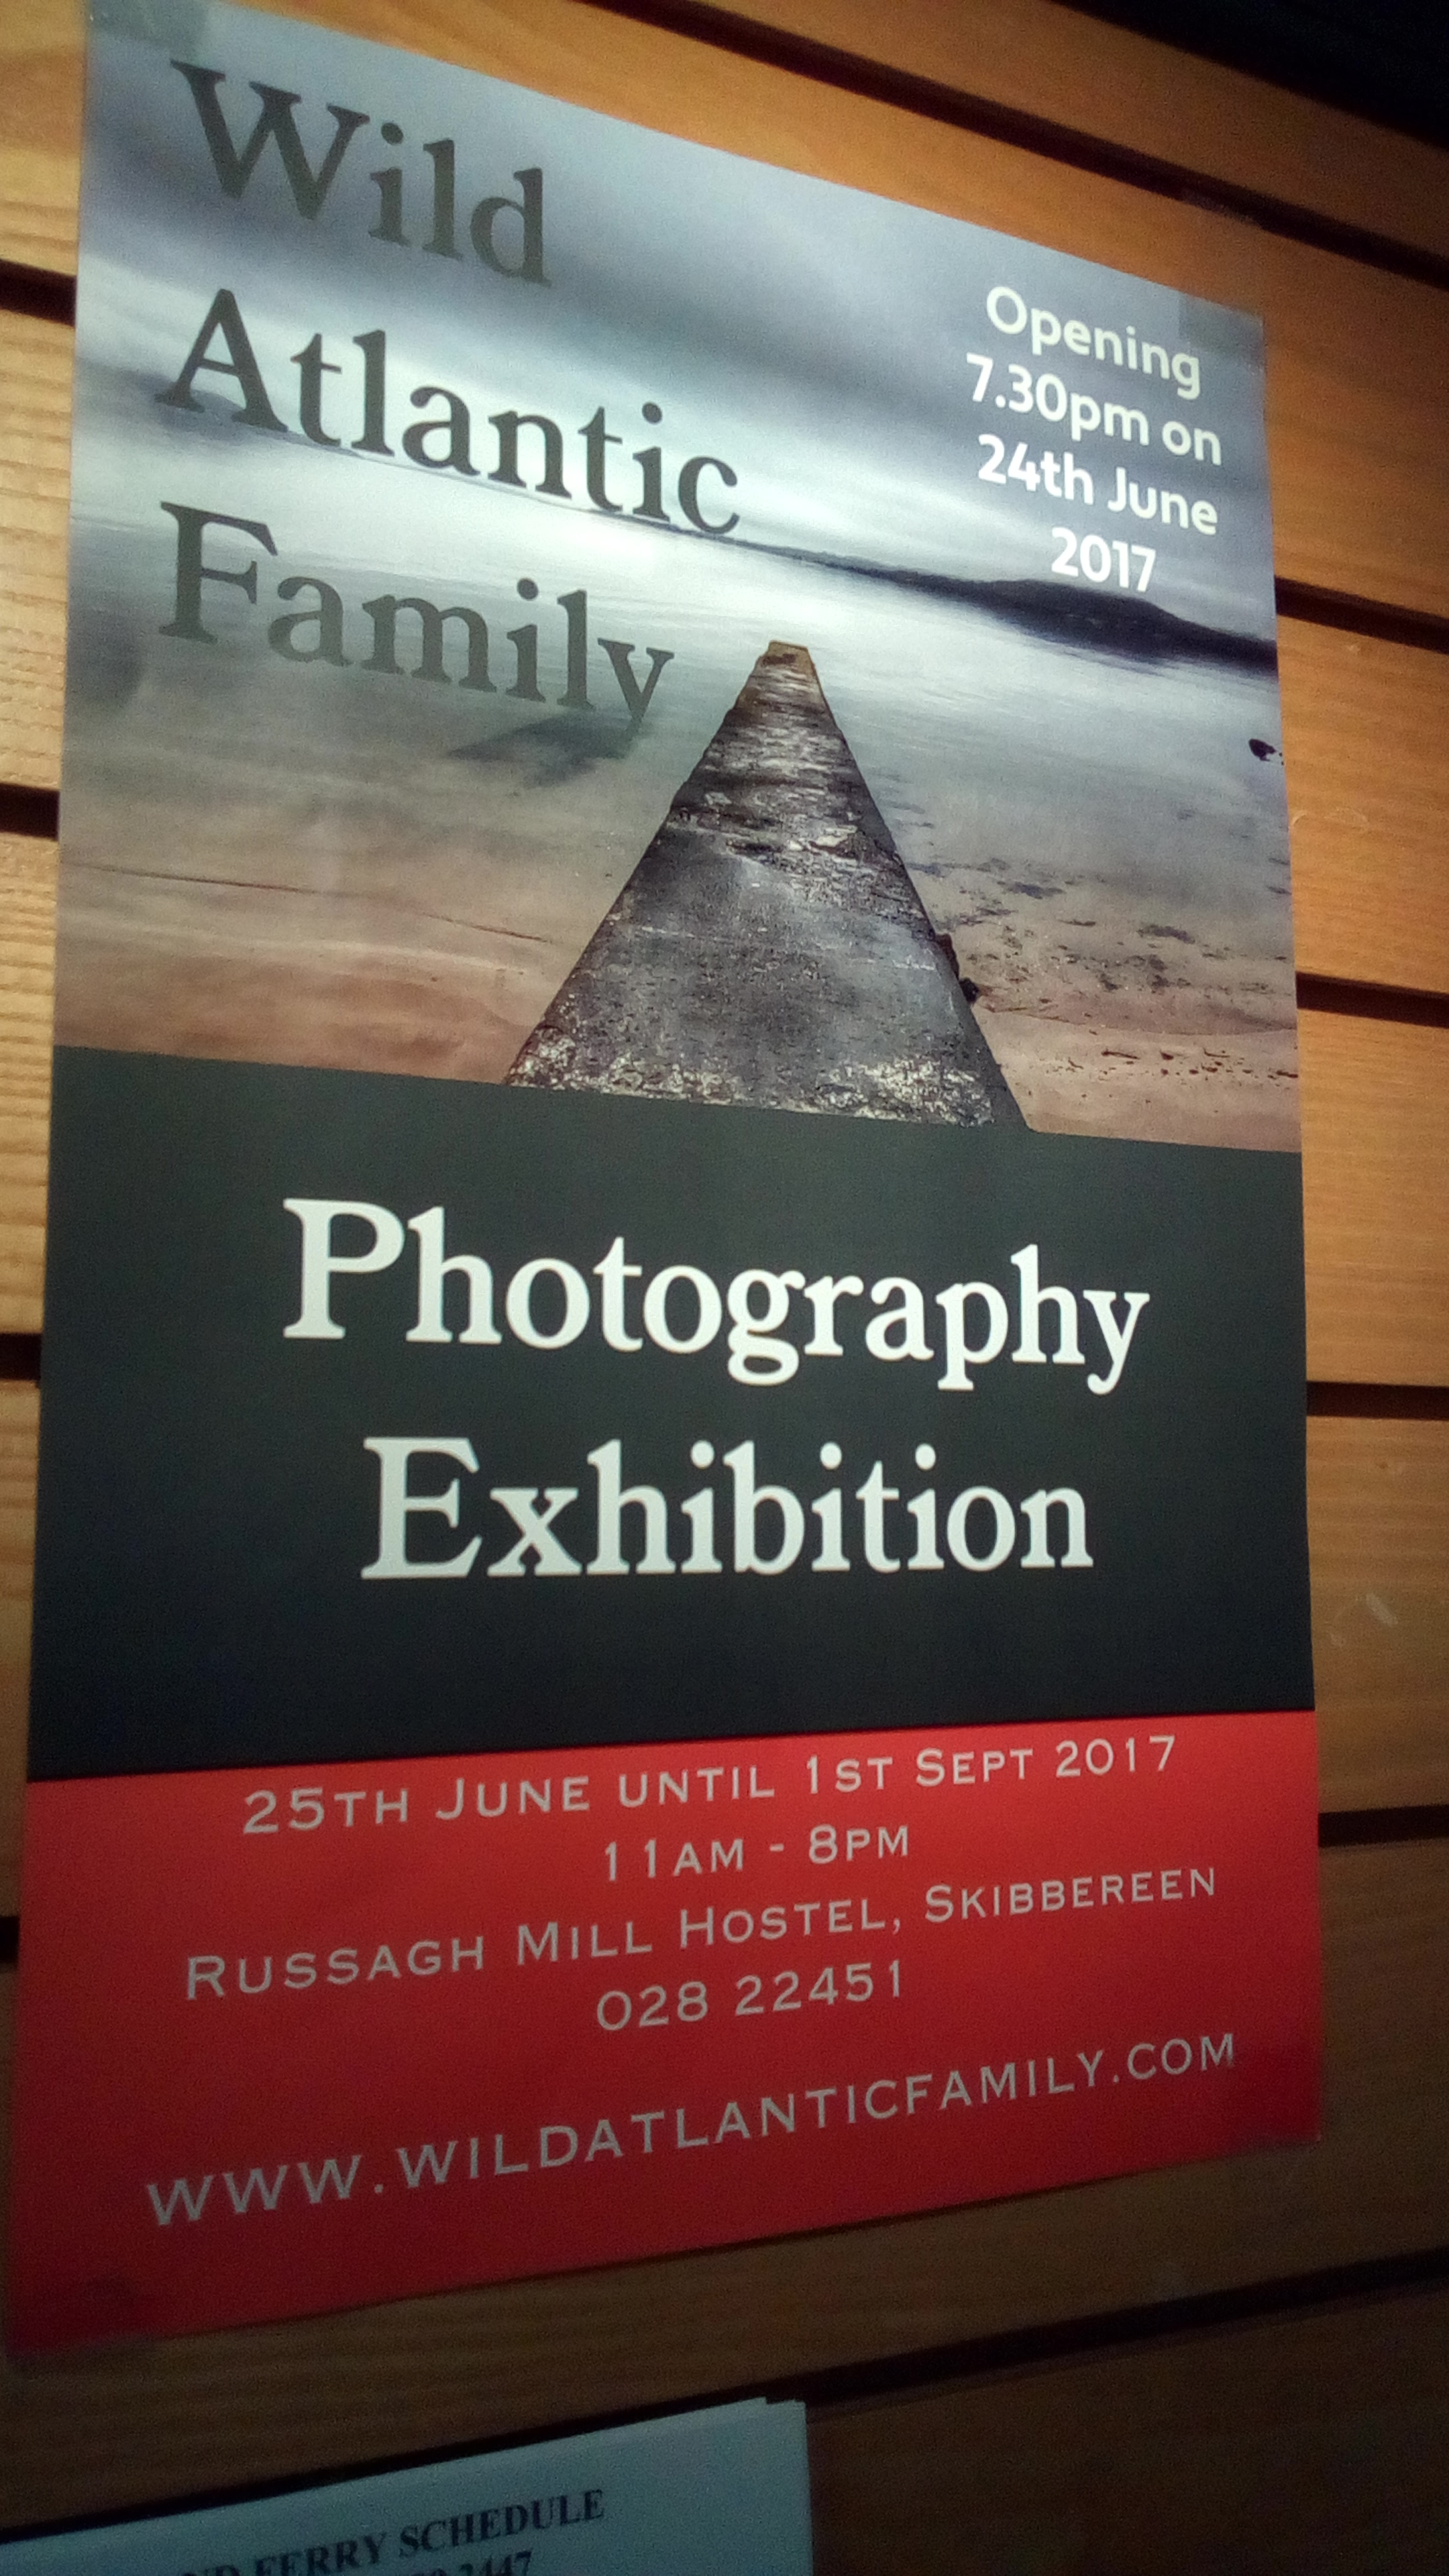 Wild
Atlantic
Family
Opening
7.30pm on
24th June
2017
Photography
Exhibition
25TH JUNE UNTIL 1ST SEPT 2017
11AM - 8PM
RUSSAGH MILL HOSTEL, SKIBBEREEN
028 22451
WWW.WILDATLANTICFAMILY.COM
FERRY SCHEDULE
2447